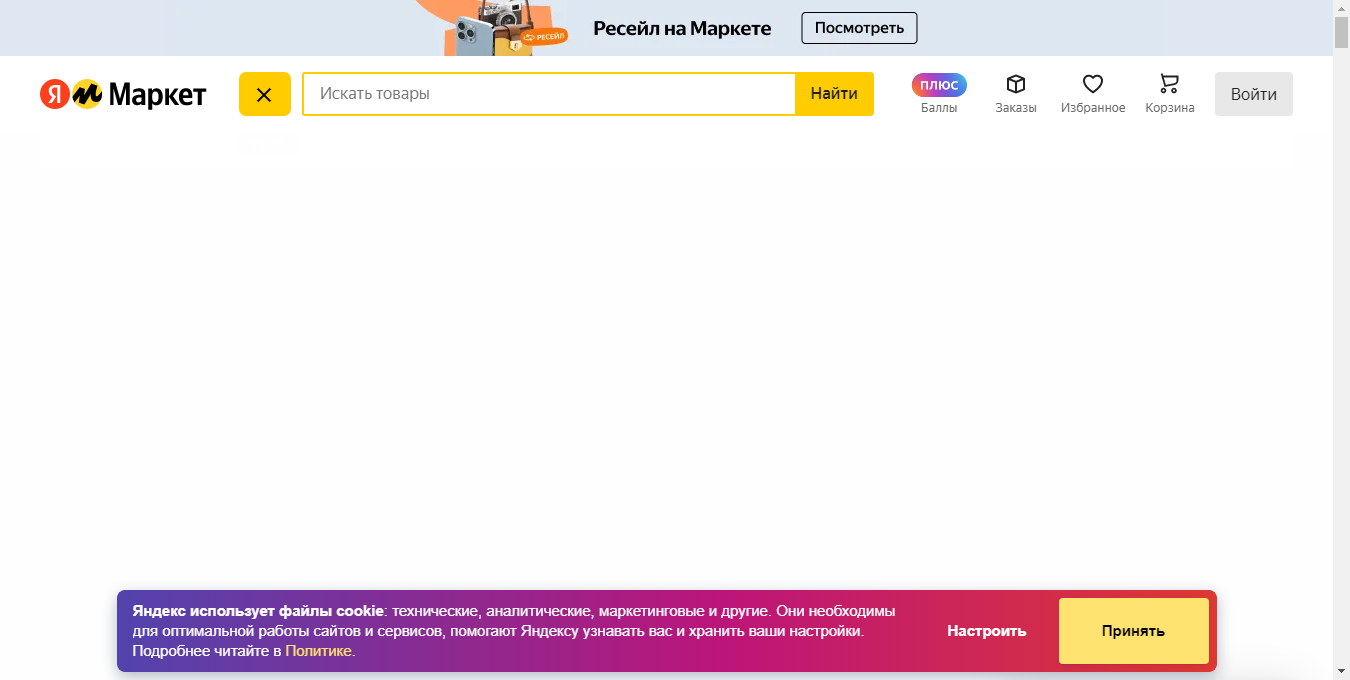 РЕСЕЙЛ
Ресейл на Маркете
Посмотреть
Я Маркет
Искать товары
Найти
ПЛЮС
Баллы
Заказы
Избранное
Корзина
Войти
Яндекс использует файлы cookie: технические, аналитические, маркетинговые и другие. Они необходимы
для оптимальной работы сайтов и сервисов, помогают Яндексу узнавать вас и хранить ваши настройки.
Подробнее читайте в Политике.
Настроить
Принять